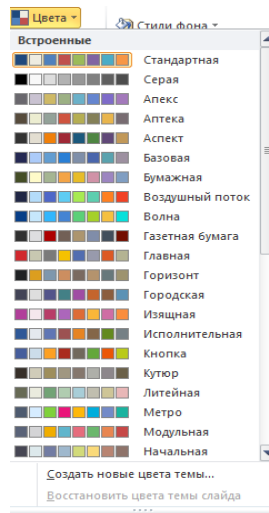 Цвета
Стили фона
Встроенные
Стандартная
Серая
Апекс
Аптека
Аспект
Базовая
Бумажная
Воздушный поток
Волна
Газетная бумага
Главная
Горизонт
Городская
Изящная
Исполнительная
Кнопка
Кутюр
Литейная
Метро
Модульная
Начальная
Создать новые цвета темы...
Восстановить цвета темы слайда